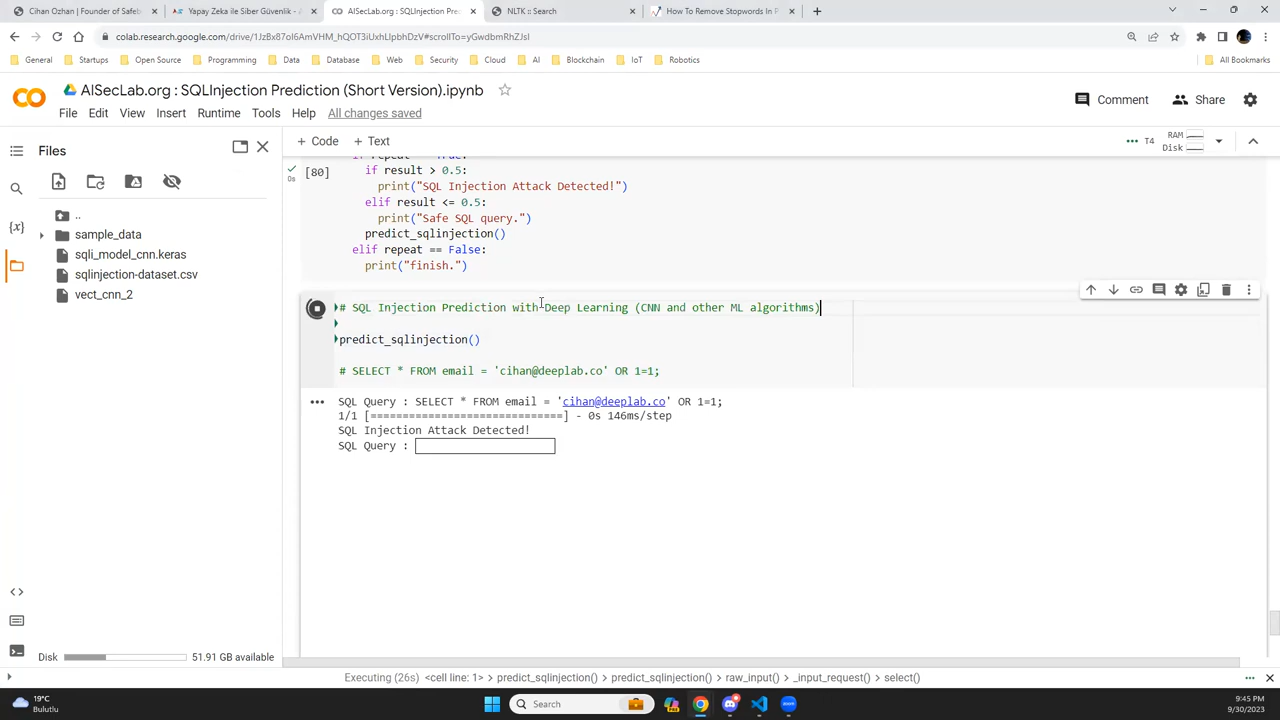 Cihan Ozhan | Founder of Safeb
Yapay Zeka ile Siber Güvenlik - A
AISecLab.org : SQLInjection Pre
NLTK :: Search
How To Remove Stopwords In P
colab.research.google.com/drive/1JzBx87oI6AmVHM_hQOT3iUxhLIpbhDzV#scrollTo=yGwdbmRhZJsI
General
Startups
Open Source
Programming
Data
Database
Web
Security
Cloud
AI
Blockchain
IoT
Robotics
All Bookmarks
AISecLab.org : SQLInjection Prediction (Short Version).ipynb
Comment
Share
File Edit View Insert Runtime Tools Help All changes saved
Files
+ Code + Text
T4
RAM
Disk
..
sample_data
sqli_model_cnn.keras
sqlinjection-dataset.csv
vect_cnn_2
{x}
[80]
0s
if repeat == True:
if result > 0.5:
print("SQL Injection Attack Detected!")
elif result <= 0.5:
print("Safe SQL query.")
predict_sqlinjection()
elif repeat == False:
print("finish.")
# SQL Injection Prediction with Deep Learning (CNN and other ML algorithms)
predict_sqlinjection()
# SELECT * FROM email = 'cihan@deeplab.co' OR 1=1;
SQL Query : SELECT * FROM email = 'cihan@deeplab.co' OR 1=1;
1/1 [==============================] - 0s 146ms/step
SQL Injection Attack Detected!
SQL Query :
Disk
51.91 GB available
Executing (26s) <cell line: 1> > predict_sqlinjection() > predict_sqlinjection() > raw_input() > _input_request() > select()
19°C
Bulutlu
Search
9:45 PM
9/30/2023